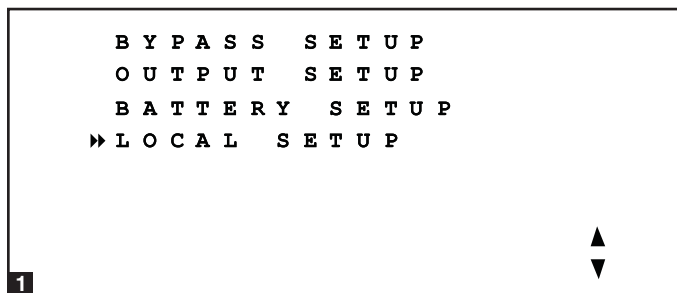 BYPASS SETUP
OUTPUT SETUP
BATTERY SETUP
LOCAL SETUP
1